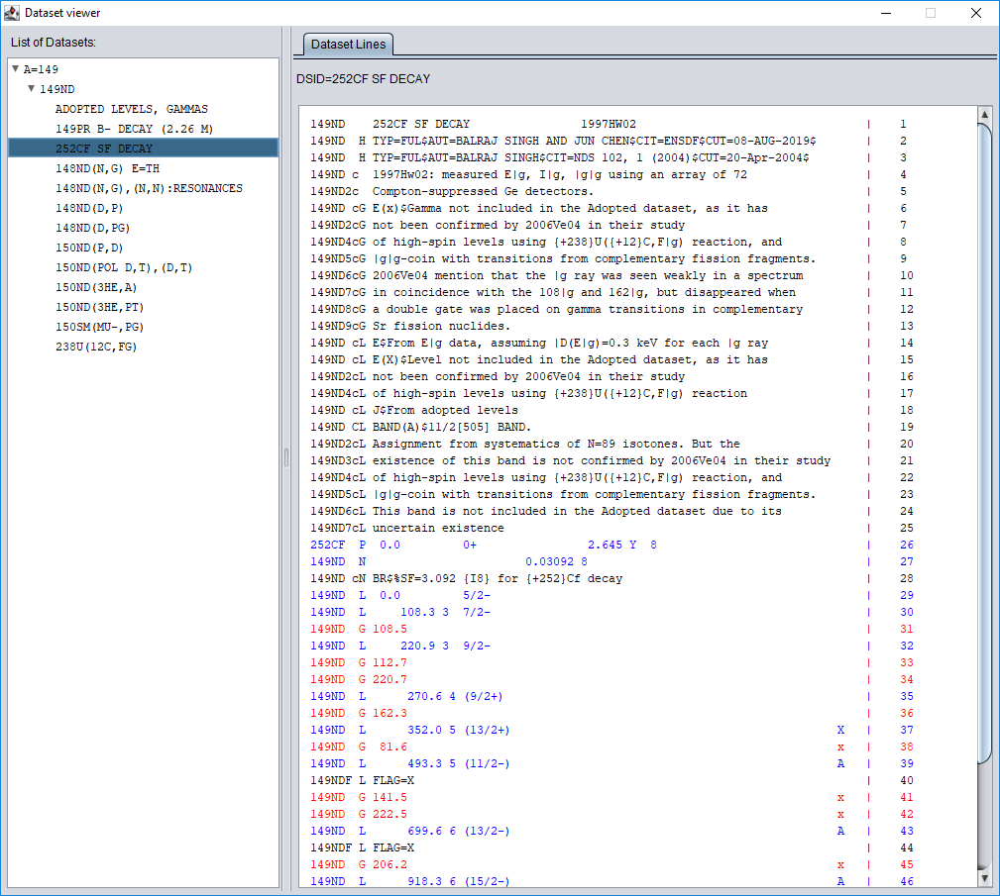 Dataset viewer
List of Datasets:
A=149
149ND
ADOPTED LEVELS, GAMMAS
149PR B- DECAY (2.26 M)
252CF SF DECAY
148ND(N,G) E=TH
148ND(N,G),(N,N):RESONANCES
148ND(D,P)
148ND(D,PG)
150ND(P,D)
150ND(POL D,T),(D,T)
150ND(3HE,A)
150ND(3HE,PT)
150SM(MU-,PG)
238U(12C,FG)
Dataset Lines
DSID=252CF SF DECAY
149ND    252CF SF DECAY                1997HW02                                 |    1
149ND  H TYP=FUL$AUT=BALRAJ SINGH AND JUN CHEN$CIT=ENSDF$CUT=08-AUG-2019$       |    2
149ND  H TYP=FUL$AUT=BALRAJ SINGH$CIT=NDS 102, 1 (2004)$CUT=20-Apr-2004$        |    3
149ND c  1997Hw02: measured E|g, I|g, |g|g using an array of 72                 |    4
149ND2c  Compton-suppressed Ge detectors.                                       |    5
149ND cG E(x)$Gamma not included in the Adopted dataset, as it has              |    6
149ND2cG not been confirmed by 2006Ve04 in their study                          |    7
149ND4cG of high-spin levels using {+238}U({+12}C,F|g) reaction, and            |    8
149ND5cG |g|g-coin with transitions from complementary fission fragments.       |    9
149ND6cG 2006Ve04 mention that the |g ray was seen weakly in a spectrum         |    10
149ND7cG in coincidence with the 108|g and 162|g, but disappeared when          |    11
149ND8cG a double gate was placed on gamma transitions in complementary         |    12
149ND9cG Sr fission nuclides.                                                   |    13
149ND cL E$From E|g data, assuming |D(E|g)=0.3 keV for each |g ray              |    14
149ND cL E(X)$Level not included in the Adopted dataset, as it has              |    15
149ND2cL not been confirmed by 2006Ve04 in their study                          |    16
149ND4cL of high-spin levels using {+238}U({+12}C,F|g) reaction                 |    17
149ND cL J$From adopted levels                                                  |    18
149ND CL BAND(A)$11/2[505] BAND.                                                |    19
149ND2cL Assignment from systematics of N=89 isotones. But the                  |    20
149ND3cL existence of this band is not confirmed by 2006Ve04 in their study     |    21
149ND4cL of high-spin levels using {+238}U({+12}C,F|g) reaction, and            |    22
149ND5cL |g|g-coin with transitions from complementary fission fragments.       |    23
149ND6cL This band is not included in the Adopted dataset due to its            |    24
149ND7cL uncertain existence                                                    |    25
252CF  P  0.0         0+                2.645 Y  8                              |    26
149ND  N                       0.03092 8                                        |    27
149ND cN BR$%SF=3.092 {I8} for {+252}Cf decay                                   |    28
149ND  L  0.0         5/2-                                                      |    29
149ND  L     108.3 3  7/2-                                                      |    30
149ND  G 108.5                                                                  |    31
149ND  L     220.9 3  9/2-                                                      |    32
149ND  G 112.7                                                                  |    33
149ND  G 220.7                                                                  |    34
149ND  L      270.6 4 (9/2+)                                                    |    35
149ND  G 162.3                                                                  |    36
149ND  L      352.0 5 (13/2+)                                               X   |    37
149ND  G  81.6                                                              x   |    38
149ND  L      493.3 5 (11/2-)                                               A   |    39
149NDF L FLAG=X                                                                 |    40
149ND  G 141.5                                                              x   |    41
149ND  G 222.5                                                              x   |    42
149ND  L      699.6 6 (13/2-)                                               A   |    43
149NDF L FLAG=X                                                                 |    44
149ND  G 206.2                                                              x   |    45
149ND  L      918.3 6 (15/2-)                                               A   |    46